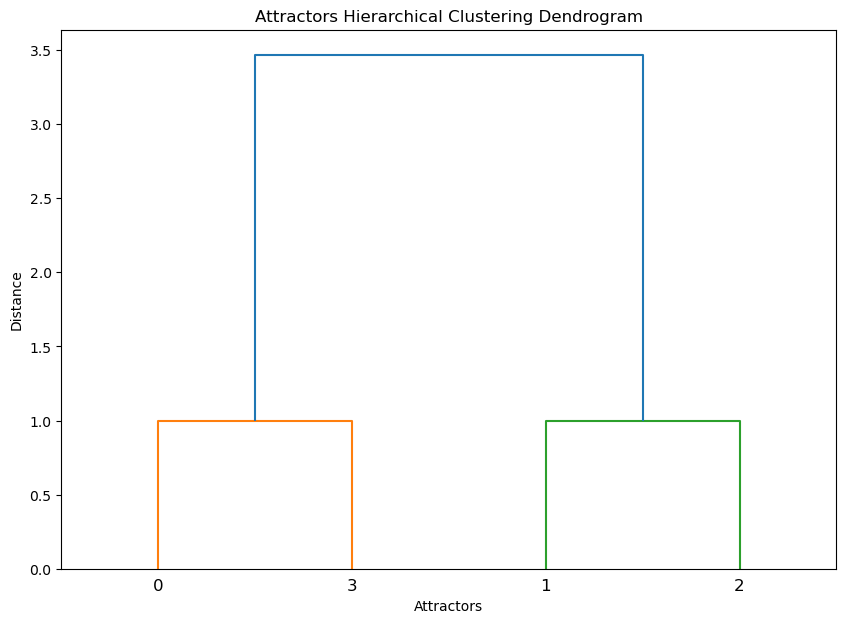 Attractors Hierarchical Clustering Dendrogram
3.5
3.0
2.5
2.0
1.5
1.0
0.5
0.0
Distance
0 3 1 2
Attractors